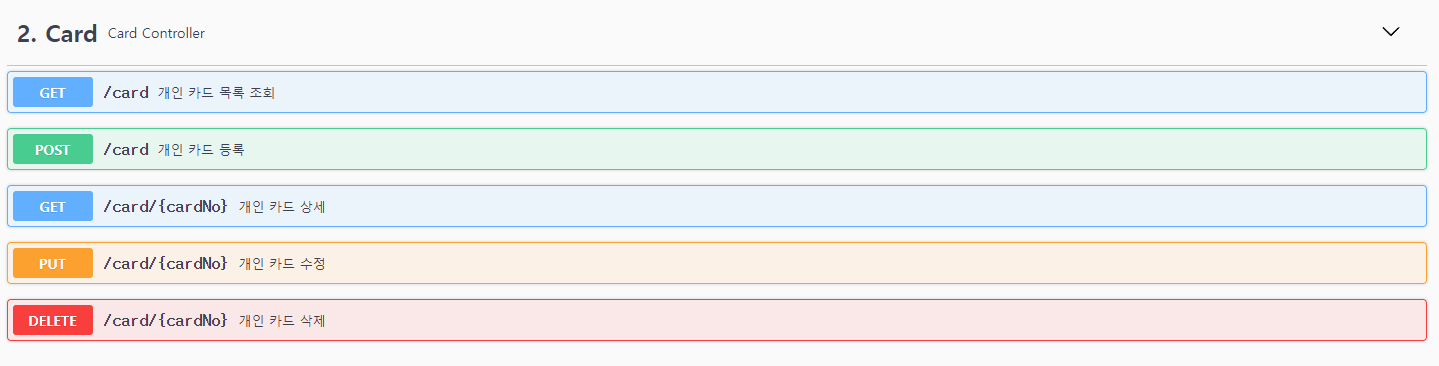 2. Card Card Controller
GET /card 개인 카드 목록 조회
POST /card 개인 카드 등록
GET /card/{cardNo} 개인 카드 상세
PUT /card/{cardNo} 개인 카드 수정
DELETE /card/{cardNo} 개인 카드 삭제